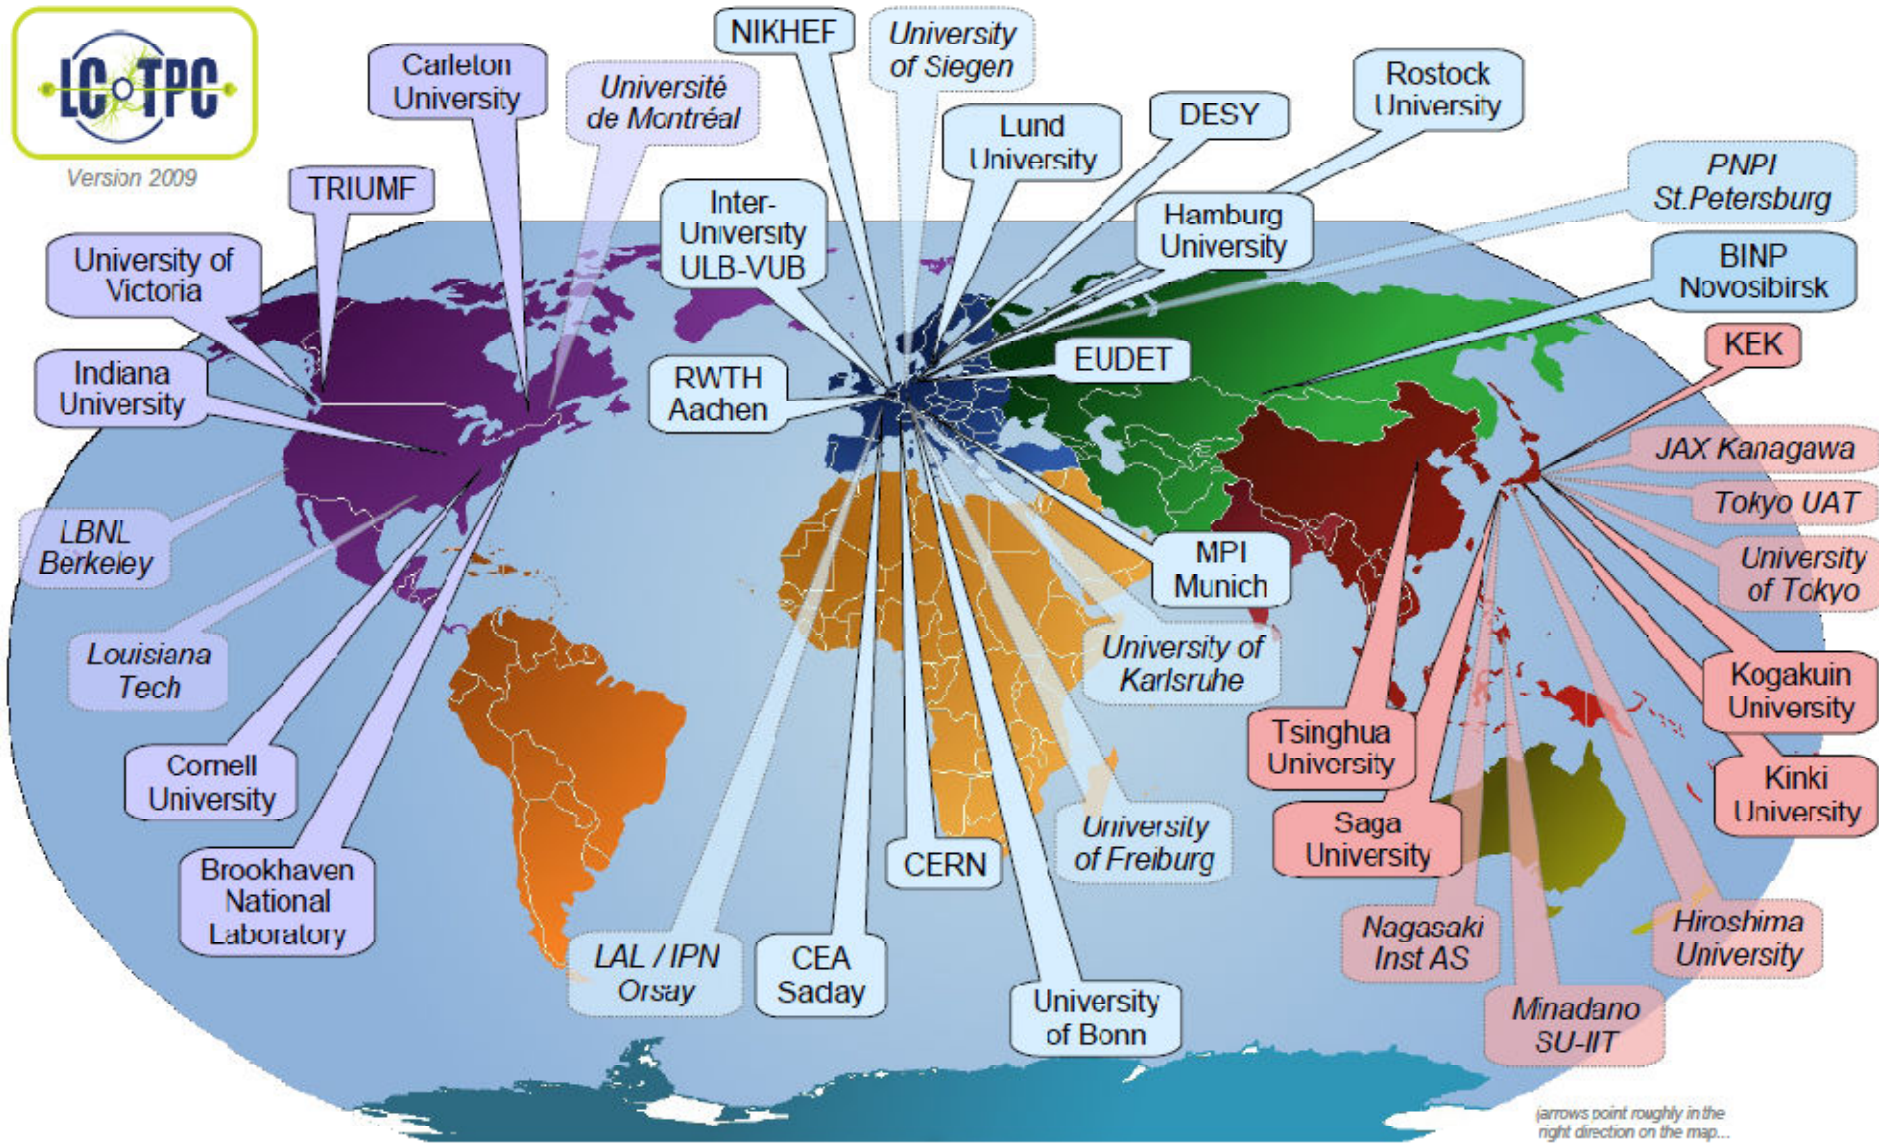 LC TPC
Version 2009
Carleton
University
Université
de Montréal
NIKHEF
University
of Siegen
Lund
University
DESY
Rostock
University
PNPI
St.Petersburg
TRIUMF
Inter-
University
ULB-VUB
Hamburg
University
BINP
Novosibirsk
University of
Victoria
Indiana
University
RWTH
Aachen
EUDET
KEK
JAX Kanagawa
Tokyo UAT
University
of Tokyo
LBNL
Berkeley
MPI
Munich
Louisiana
Tech
University of
Karlsruhe
Kogakuin
University
Tsinghua
University
Kinki
University
Cornell
University
Saga
University
University
of Freiburg
CERN
Brookhaven
National
Laboratory
LAL / IPN
Orsay
CEA
Saclay
University
of Bonn
Nagasaki
Inst AS
Hiroshima
University
Minadano
SU-IIT
(arrows point roughly in the
right direction on the map...